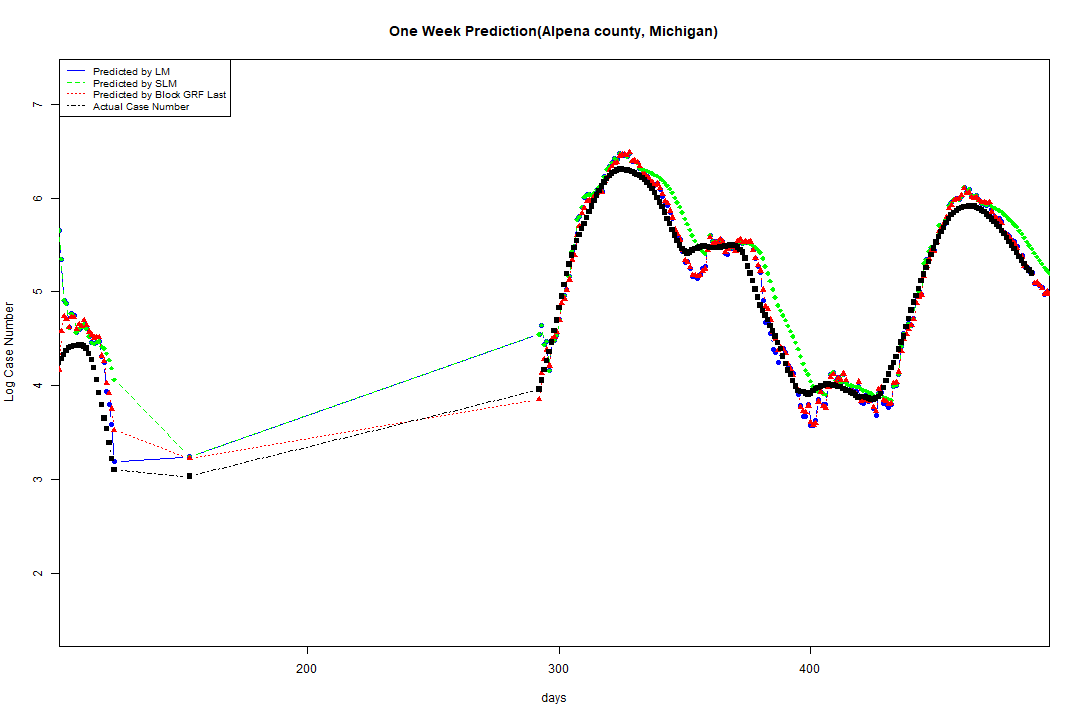 One Week Prediction(Alpena county, Michigan)
Predicted by LM
Predicted by SLM
Predicted by Block GRF Last
Actual Case Number
7
6
5
4
3
2
Log Case Number
200
300
400
days